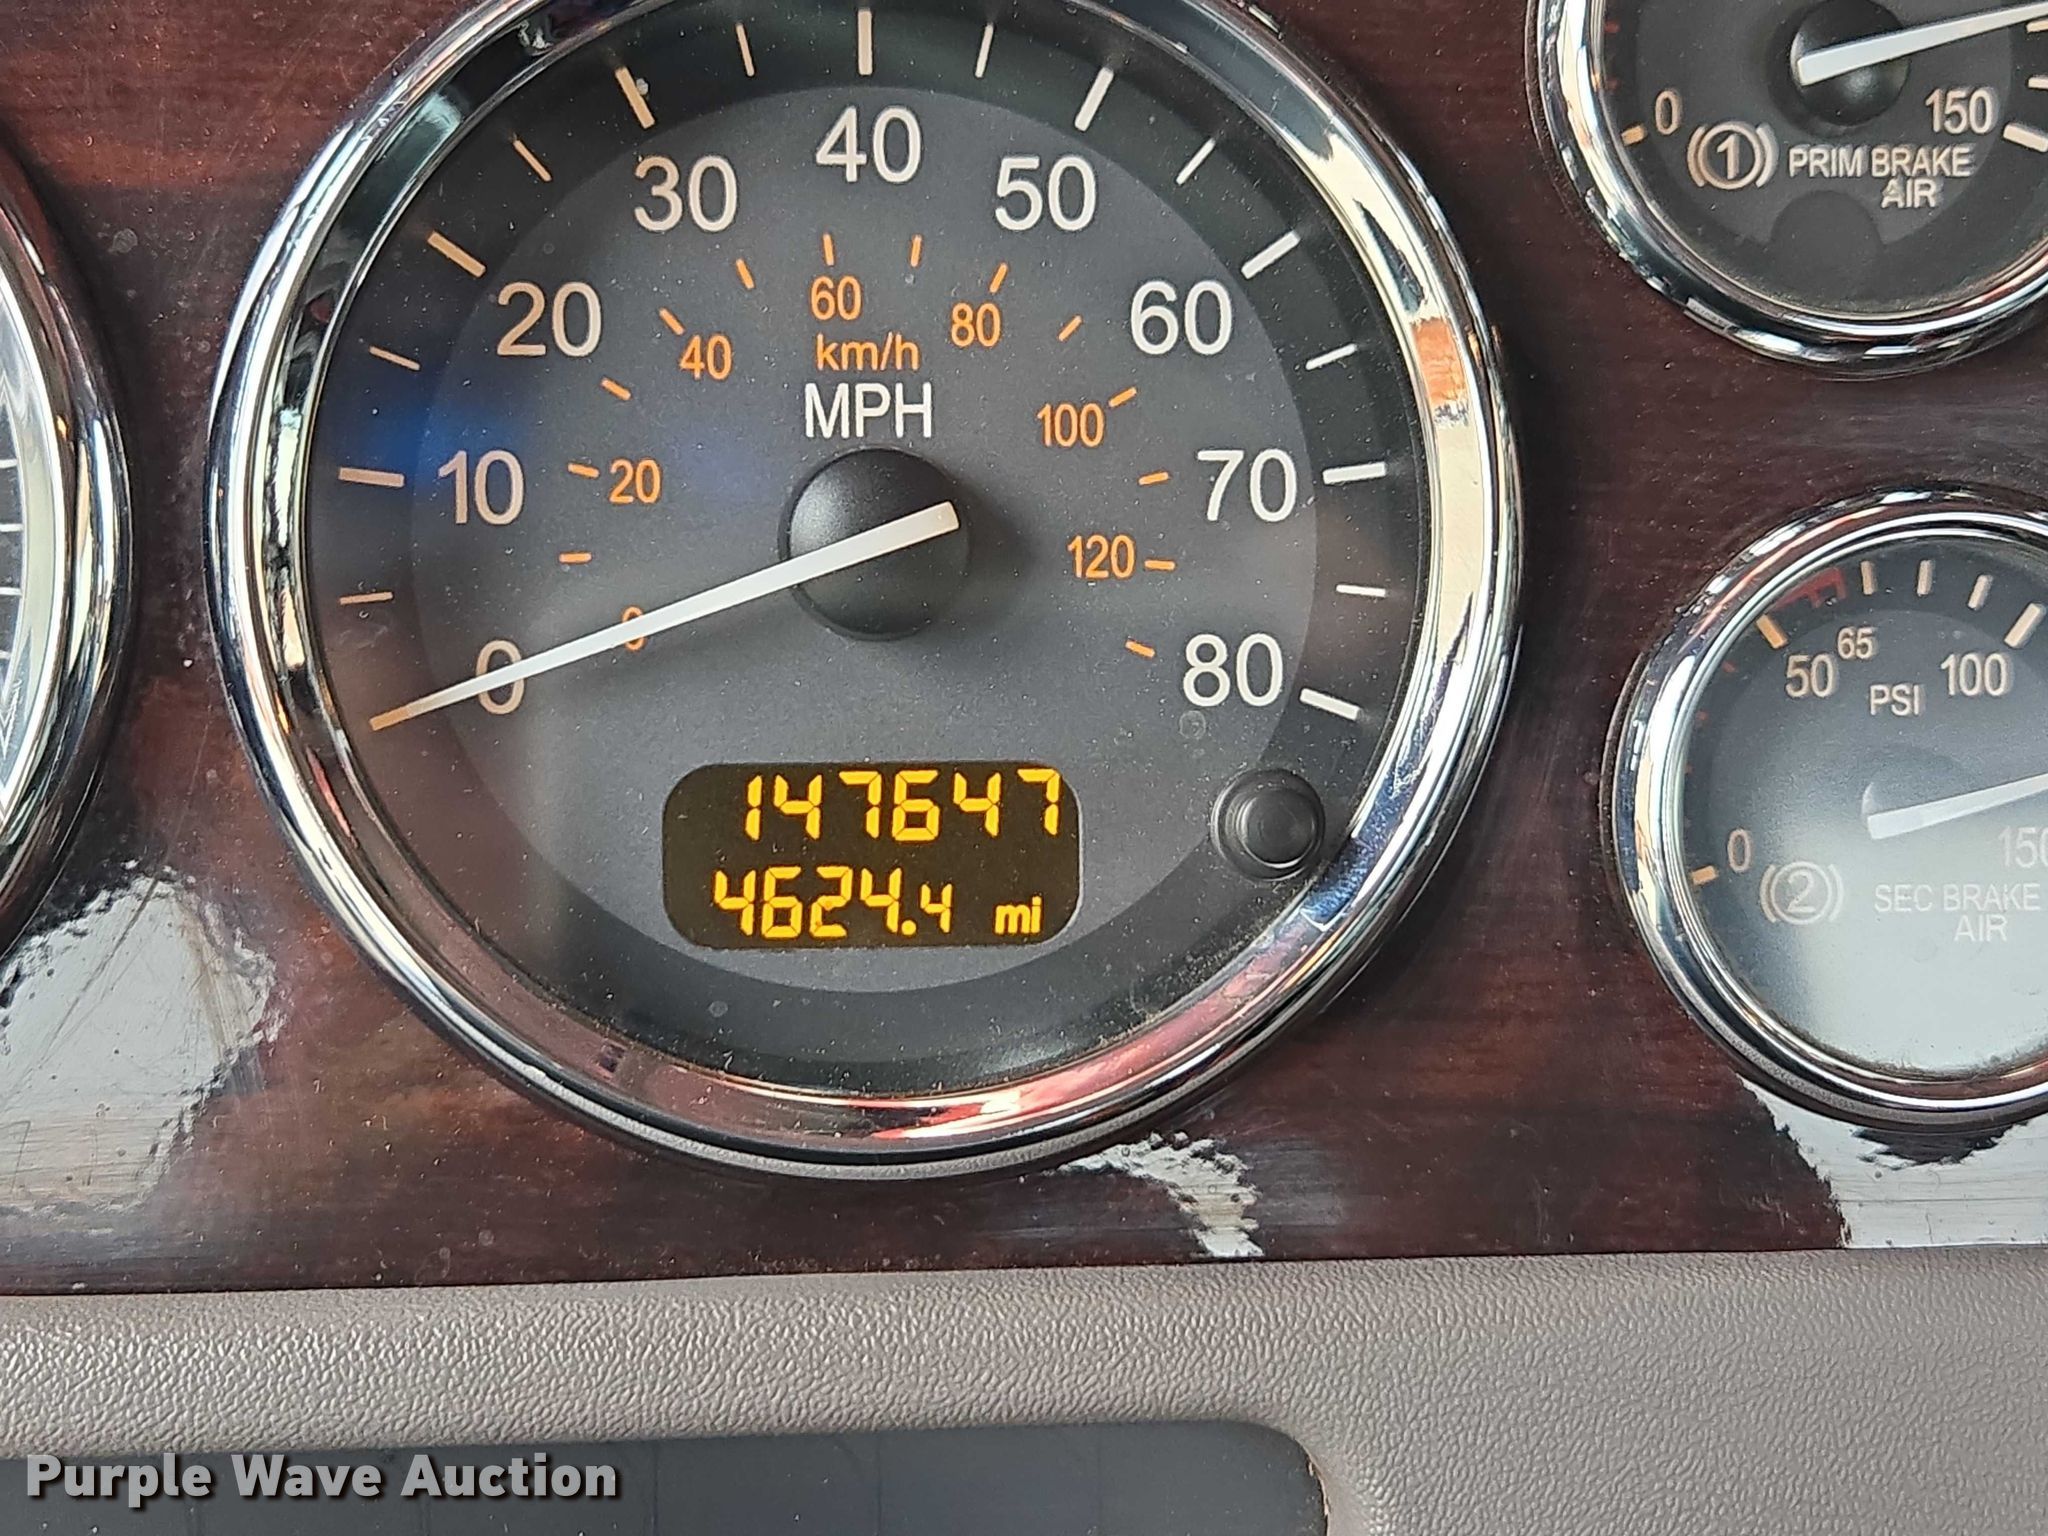 0 10 20 30 40 50 60 70 80
0 20 40 60 80 100 120
km/h
MPH
147647
4624.4 mi
0 150
(1) PRIM BRAKE
AIR
50 65 100
PSI
0 150
(2) SEC BRAKE
AIR
Purple Wave Auction